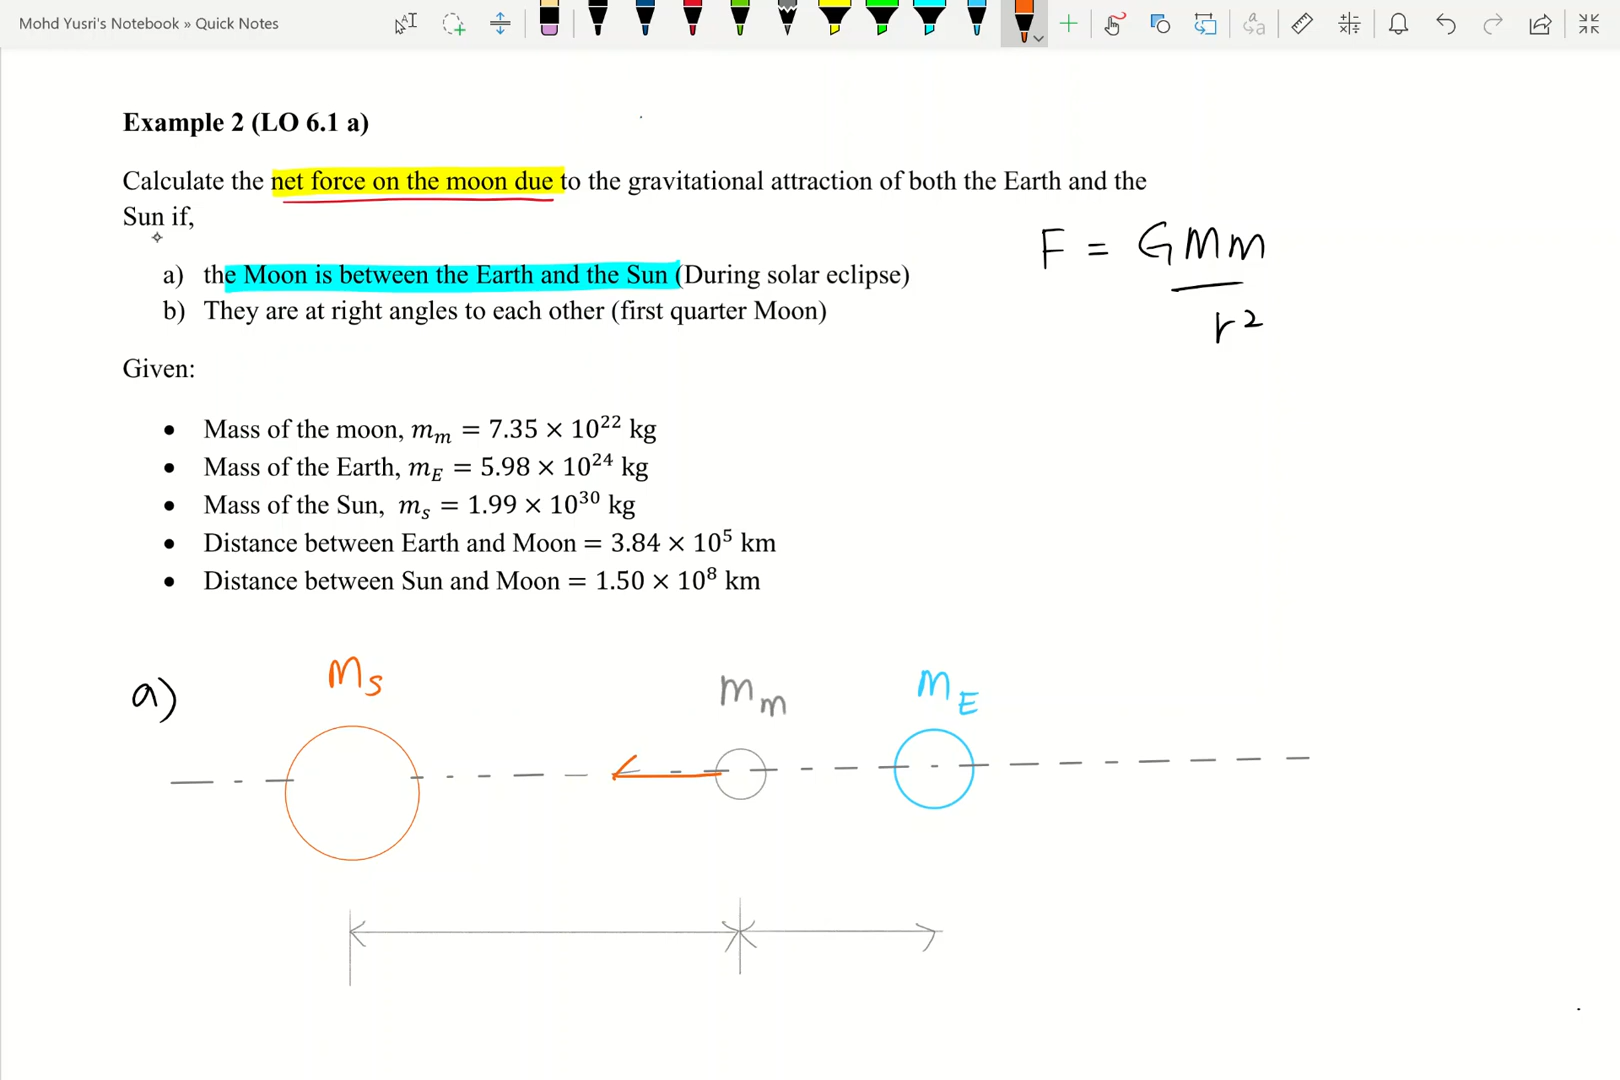 Mohd Yusri's Notebook » Quick Notes
Example 2 (LO 6.1 a)
Calculate the net force on the moon due to the gravitational attraction of both the Earth and the
Sun if,
a) the Moon is between the Earth and the Sun (During solar eclipse)
b) They are at right angles to each other (first quarter Moon)
F = GMm
r²
Given:
• Mass of the moon, mₘ = 7.35 × 10²² kg
• Mass of the Earth, m_E = 5.98 × 10²⁴ kg
• Mass of the Sun, mₛ = 1.99 × 10³⁰ kg
• Distance between Earth and Moon = 3.84 × 10⁵ km
• Distance between Sun and Moon = 1.50 × 10⁸ km
a) Mₛ mₘ M_E